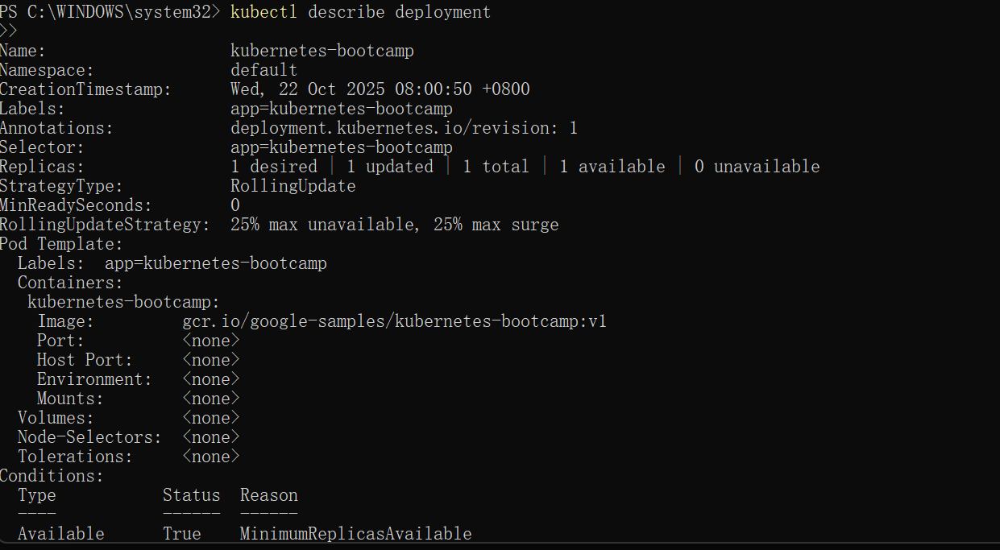 PS C:\WINDOWS\system32> kubectl describe deployment
>>
Name:                   kubernetes-bootcamp
Namespace:              default
CreationTimestamp:      Wed, 22 Oct 2025 08:00:50 +0800
Labels:                 app=kubernetes-bootcamp
Annotations:            deployment.kubernetes.io/revision: 1
Selector:               app=kubernetes-bootcamp
Replicas:               1 desired | 1 updated | 1 total | 1 available | 0 unavailable
StrategyType:           RollingUpdate
MinReadySeconds:        0
RollingUpdateStrategy:  25% max unavailable, 25% max surge
Pod Template:
  Labels:  app=kubernetes-bootcamp
  Containers:
   kubernetes-bootcamp:
    Image:         gcr.io/google-samples/kubernetes-bootcamp:v1
    Port:          <none>
    Host Port:     <none>
    Environment:   <none>
    Mounts:        <none>
  Volumes:         <none>
  Node-Selectors:  <none>
  Tolerations:     <none>
Conditions:
  Type           Status  Reason
  ----           ------  ------
  Available      True    MinimumReplicasAvailable